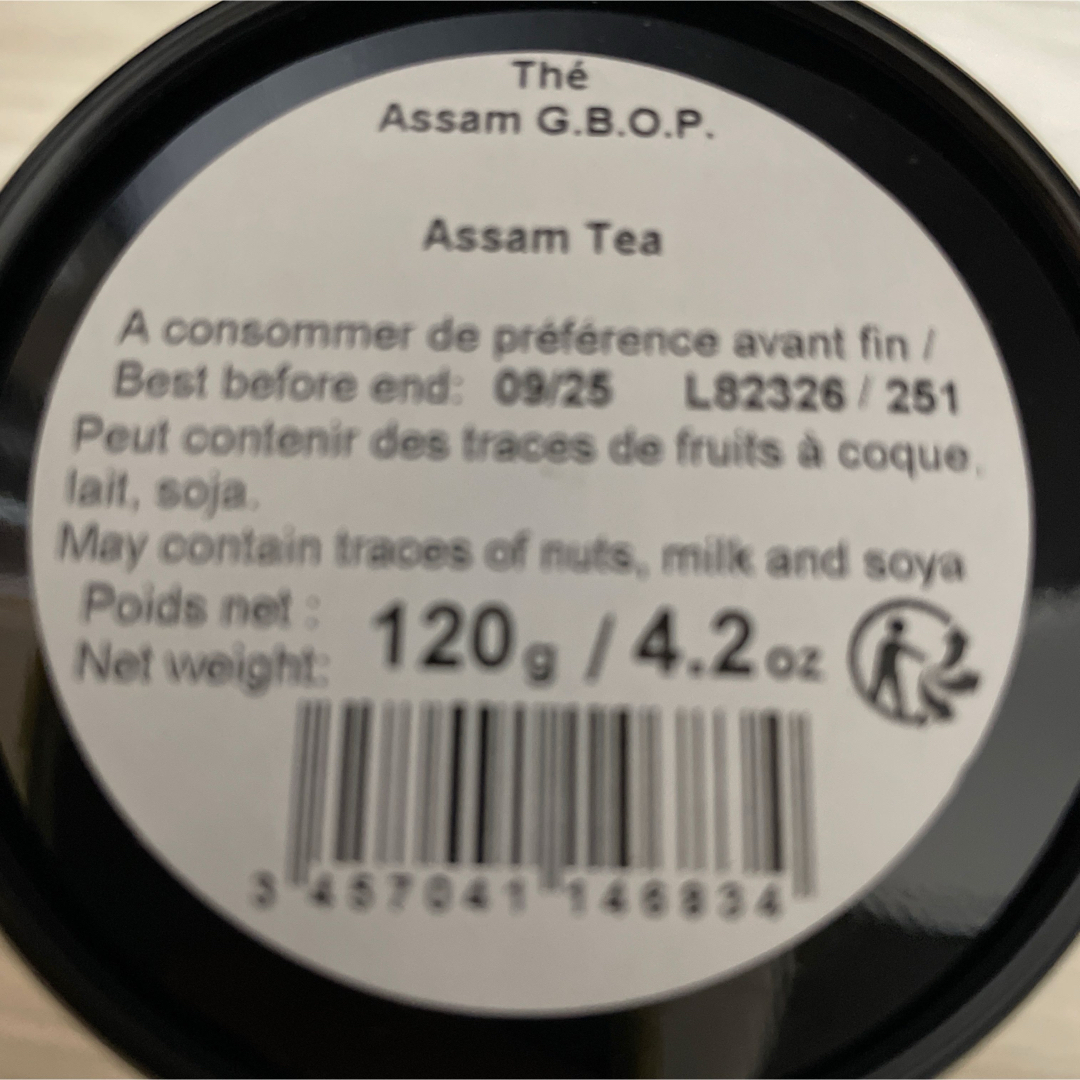 Thé
Assam G.B.O.P.
Assam Tea
A consommer de préférence avant fin /
Best before end: 09/25 L82326 / 251
Peut contenir des traces de fruits à coque,
lait, soja.
May contain traces of nuts, milk and soya
Poids net :
Net weight: 120g / 4.2oz
3 457041 146834